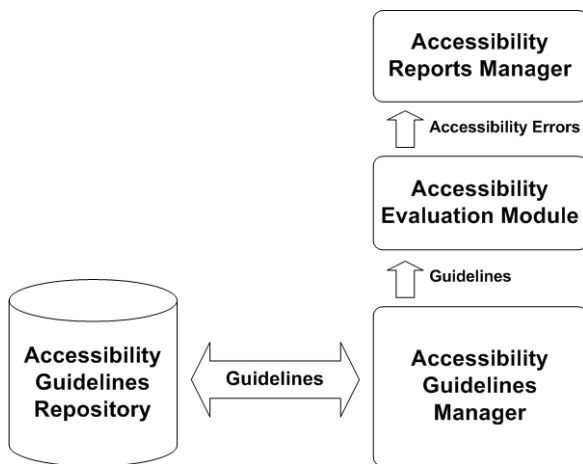 Accessibility
Reports Manager
Accessibility Errors
Accessibility
Evaluation Module
Guidelines
Accessibility
Guidelines
Repository
Guidelines
Accessibility
Guidelines
Manager